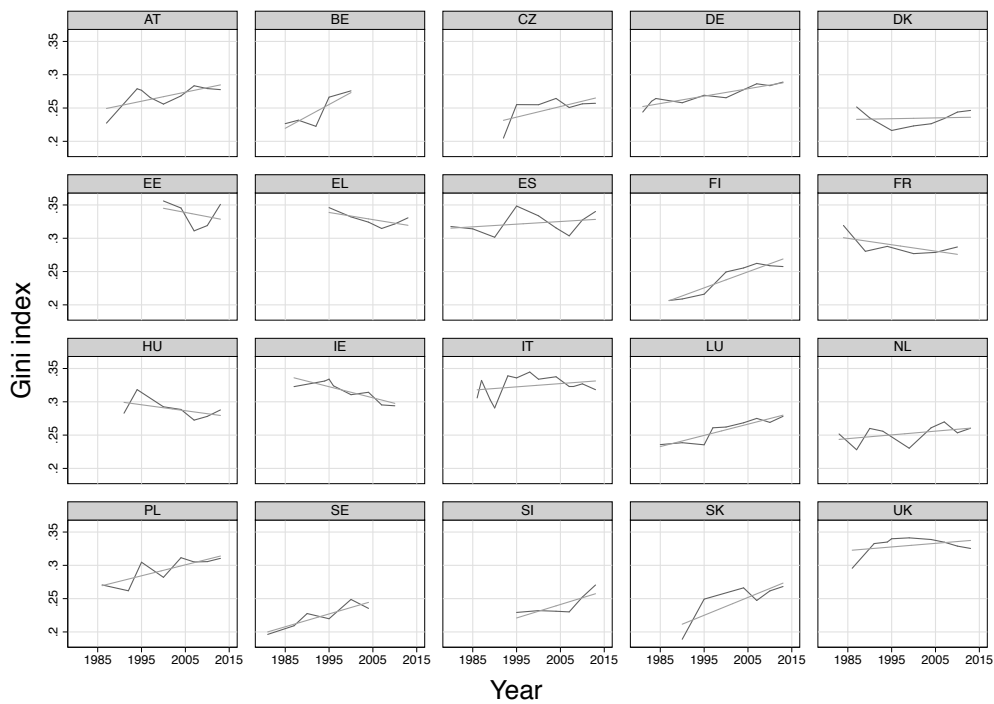 AT BE CZ DE DK
.2 .25 .3 .35
EE EL ES FI FR
.2 .25 .3 .35
HU IE IT LU NL
.2 .25 .3 .35
PL SE SI SK UK
.2 .25 .3 .35
1985 1995 2005 2015 1985 1995 2005 2015 1985 1995 2005 2015 1985 1995 2005 2015 1985 1995 2005 2015
Gini index
Year